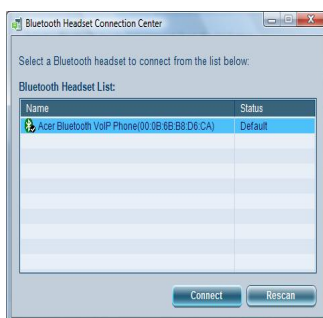 Bluetooth Headset Connection Center
Select a Bluetooth headset to connect from the list below:
Bluetooth Headset List:
Name Status
Acer Bluetooth VoIP Phone(00:0B:6B:B8:D6:CA) Default
Connect Rescan